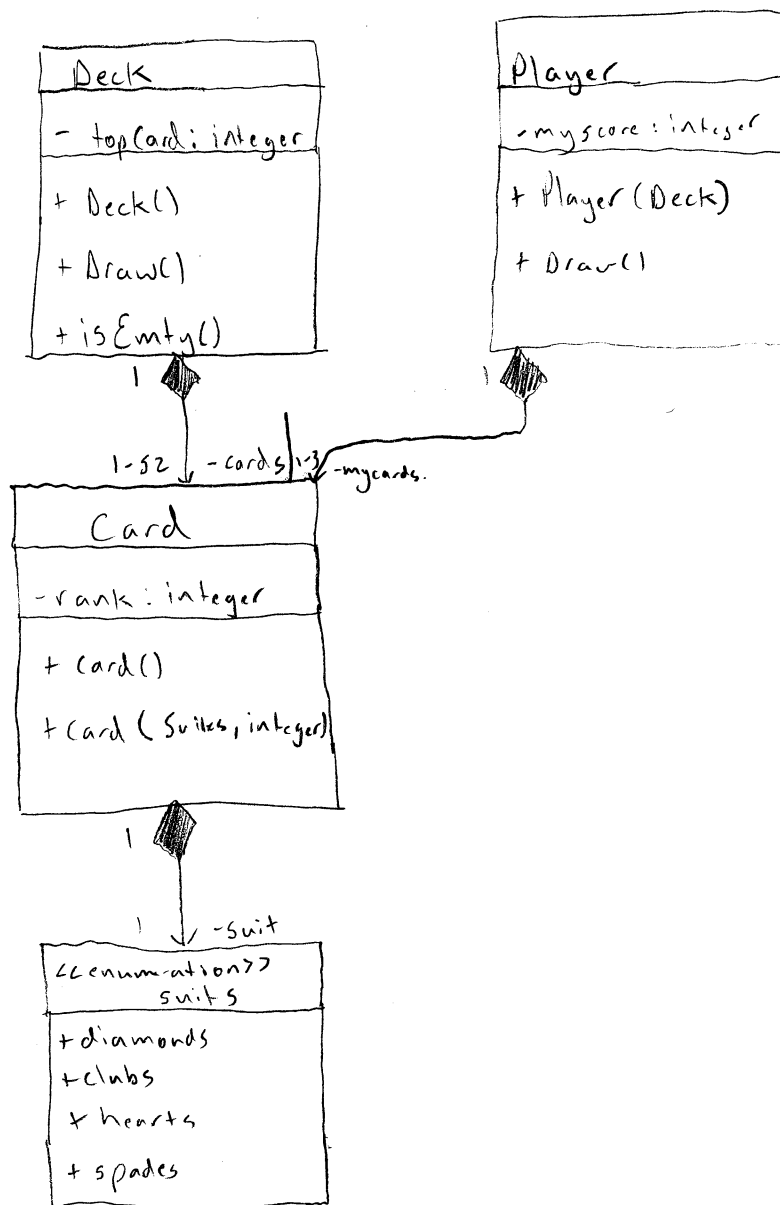 Deck
- topCard: integer
+ Deck()
+ Draw()
+ isEmty()
1
1-52
-cards
Player
-myscore: integer
+ Player(Deck)
+ Draw()
1
1-3
-mycards.
Card
-rank: integer
+ Card()
+ Card (Suites, integer)
1
1
-suit
suits
+ diamonds
+ clubs
+ hearts
+ spades